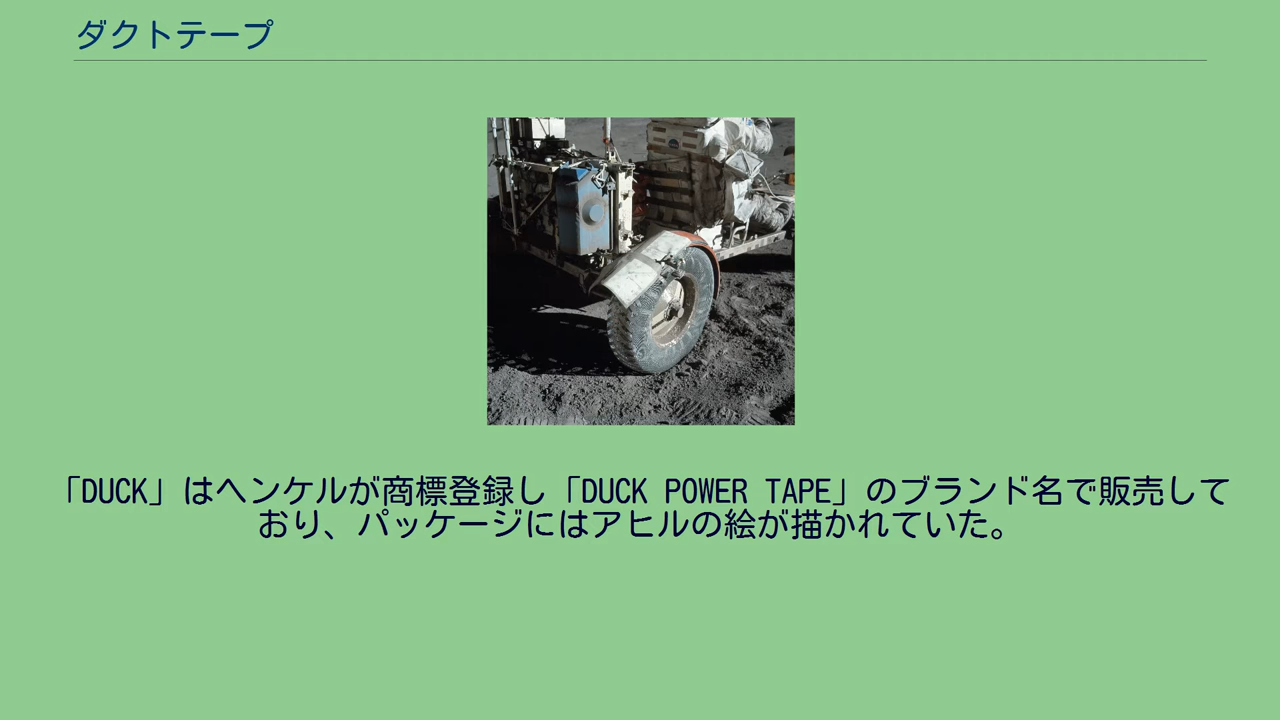 ダクトテープ
「DUCK」はヘンケルが商標登録し「DUCK POWER TAPE」のブランド名で販売して
おり、パッケージにはアヒルの絵が描かれていた。